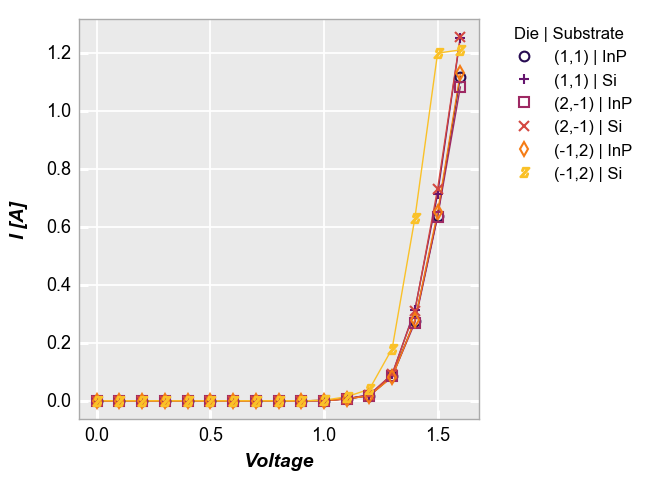 Die | Substrate
(1,1) | InP
(1,1) | Si
(2,-1) | InP
(2,-1) | Si
(-1,2) | InP
(-1,2) | Si
1.2
1.0
0.8
0.6
0.4
0.2
0.0
I [A]
0.0 0.5 1.0 1.5
Voltage